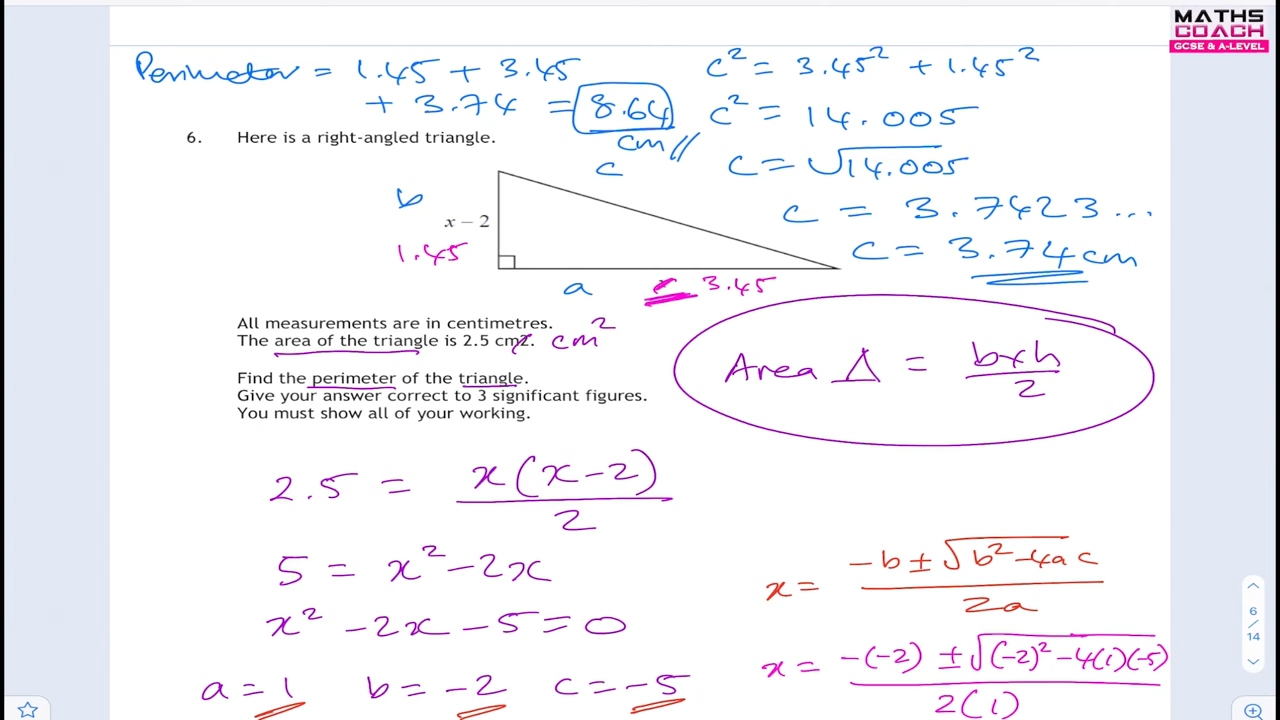 MATHS
COACH
GCSE & A-LEVEL
Perimeter = 1.45 + 3.45
+ 3.74 = 8.64
cm //
c² = 3.45² + 1.45²
c² = 14.005
c = √14.005
c = 3.7423...
c = 3.74cm
6. Here is a right-angled triangle.
c
b
x – 2
1.45
a
3.45
All measurements are in centimetres.
The area of the triangle is 2.5 cm2. cm²
Find the perimeter of the triangle.
Give your answer correct to 3 significant figures.
You must show all of your working.
Area Δ = b×h / 2
2.5 = x(x-2) / 2
5 = x² - 2x
x² - 2x - 5 = 0
a = 1 b = -2 c = -5
x = -b ± √b² - 4ac / 2a
x = -(-2) ± √(-2)² - 4(1)(-5) / 2(1)
6
/
14